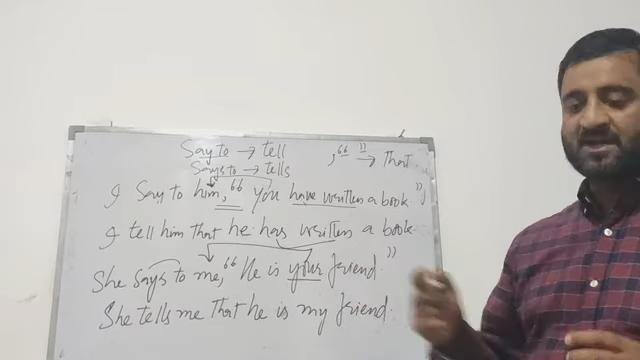 Say to → tell ,“ ” → That
Says to → tells
I Say to him, “ you have written a book ”,
I tell him that he has written a book.
She Says to me, “ He is your friend. ”
She tells me That he is my friend.